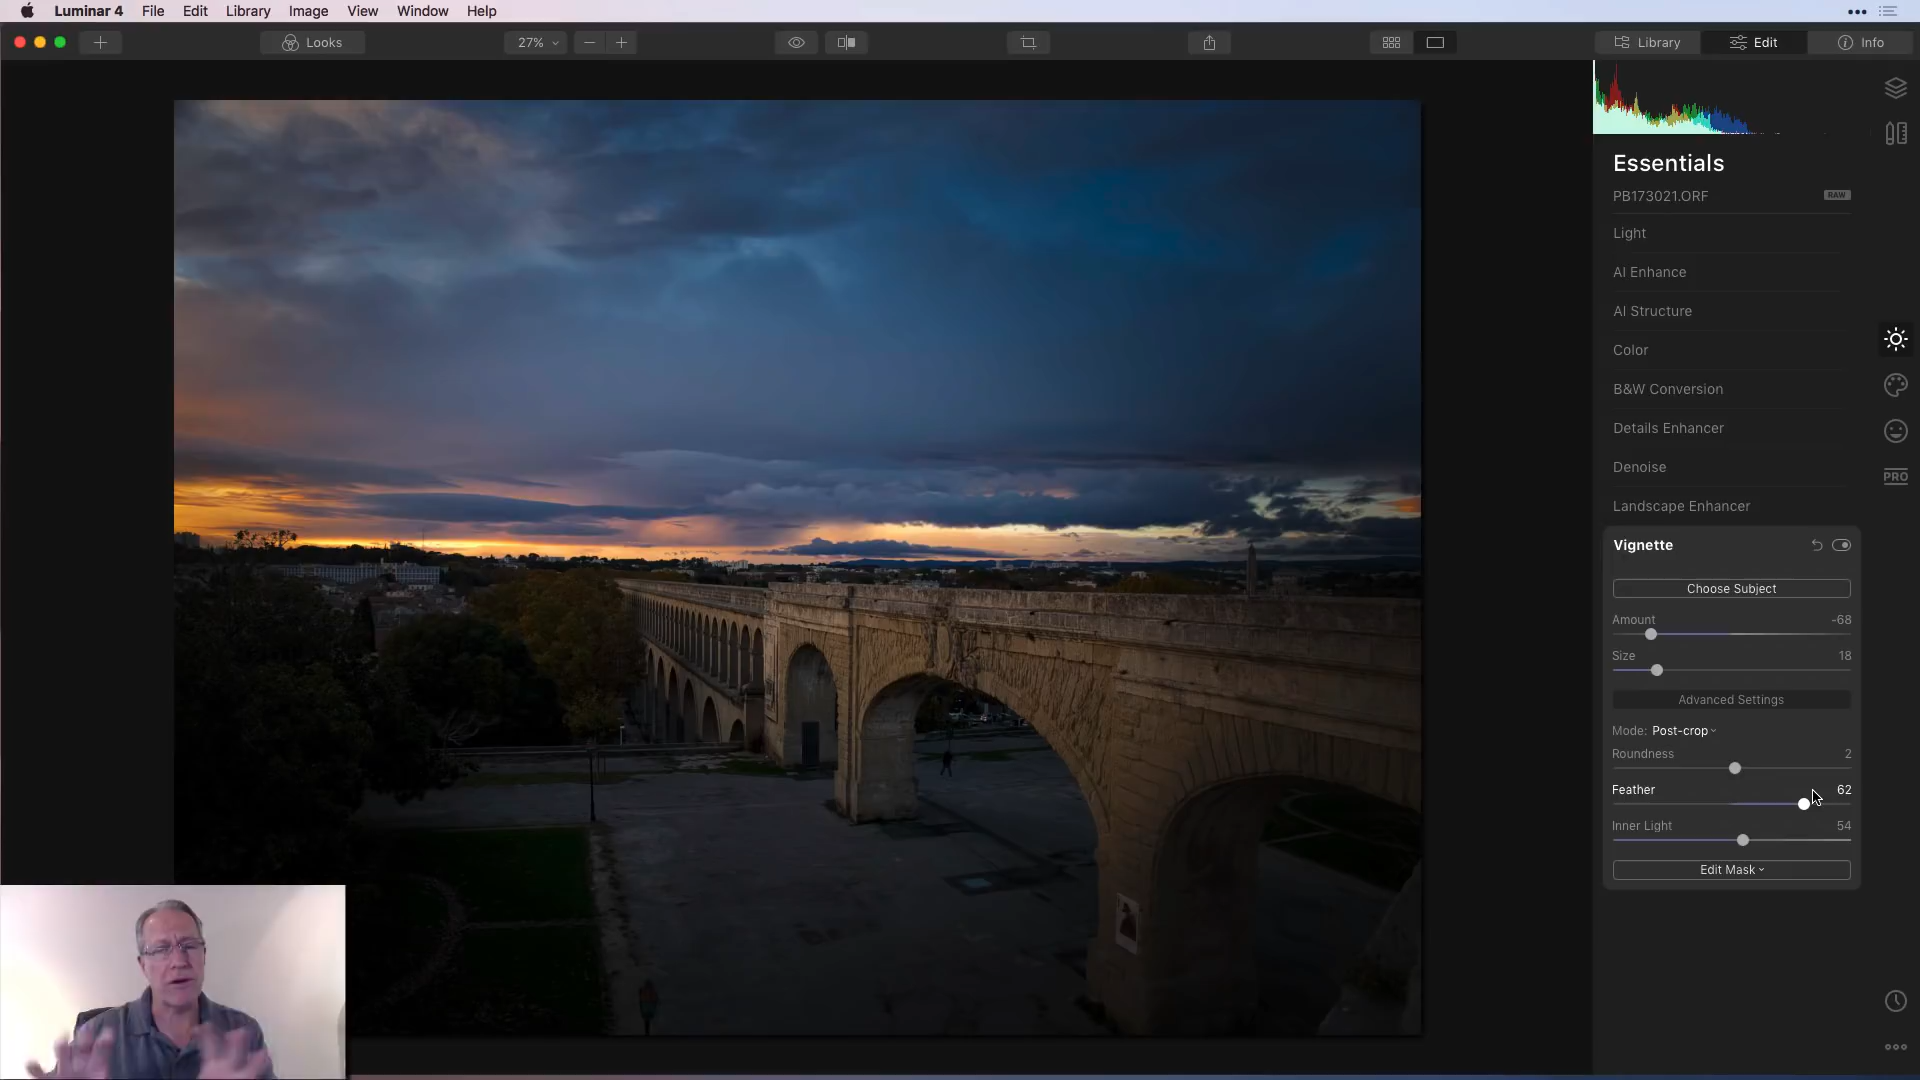 Luminar 4 File Edit Library Image View Window Help
Looks 27% Library Edit Info
Essentials
PB173021.ORF RAW
Light
AI Enhance
AI Structure
Color
B&W Conversion
Details Enhancer
Denoise
Landscape Enhancer
PRO
Vignette
Choose Subject
Amount -68
Size 18
Advanced Settings
Mode: Post-crop
Roundness 2
Feather 62
Inner Light 54
Edit Mask